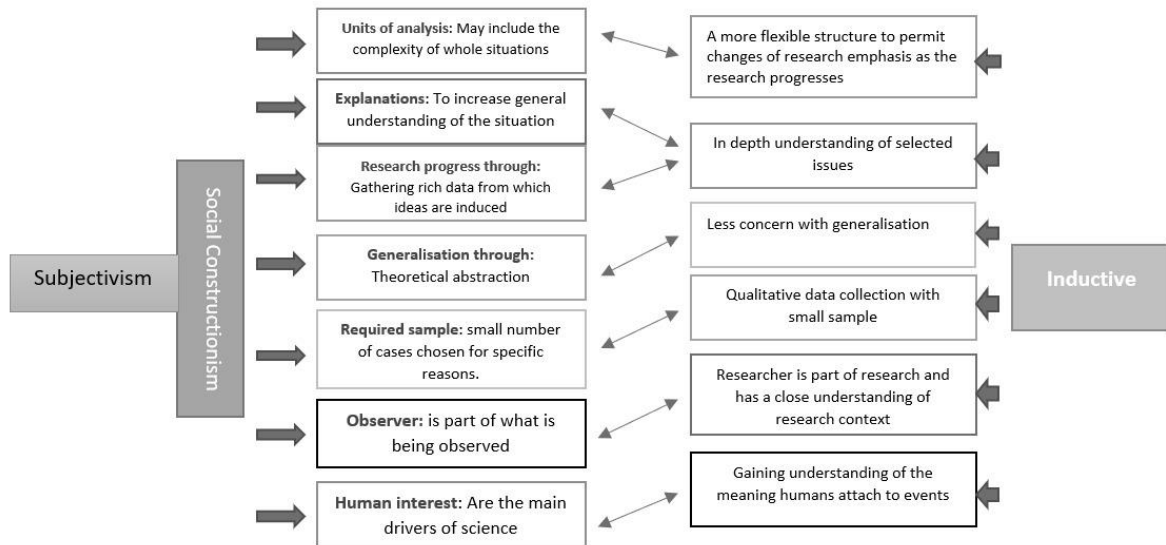 Subjectivism
Social Constructionism
Units of analysis: May include the
complexity of whole situations
Explanations: To increase general
understanding of the situation
Research progress through:
Gathering rich data from which
ideas are induced
Generalisation through:
Theoretical abstraction
Required sample: small number
of cases chosen for specific
reasons.
Observer: is part of what is
being observed
Human interest: Are the main
drivers of science
A more flexible structure to permit
changes of research emphasis as the
research progresses
In depth understanding of selected
issues
Less concern with generalisation
Qualitative data collection with
small sample
Researcher is part of research and
has a close understanding of
research context
Gaining understanding of the
meaning humans attach to events
Inductive